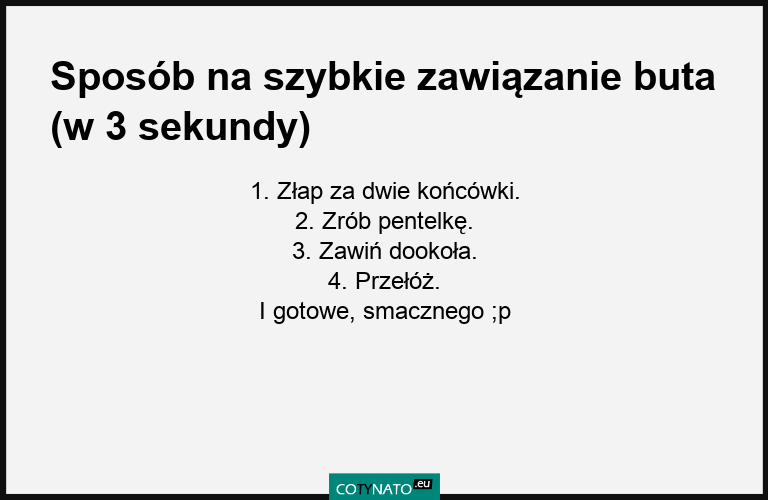 Sposób na szybkie zawiązanie buta
(w 3 sekundy)
1. Złap za dwie końcówki.
2. Zrób pentelkę.
3. Zawiń dookoła.
4. Przełóż.
I gotowe, smacznego ;p
COTYNATO.eu